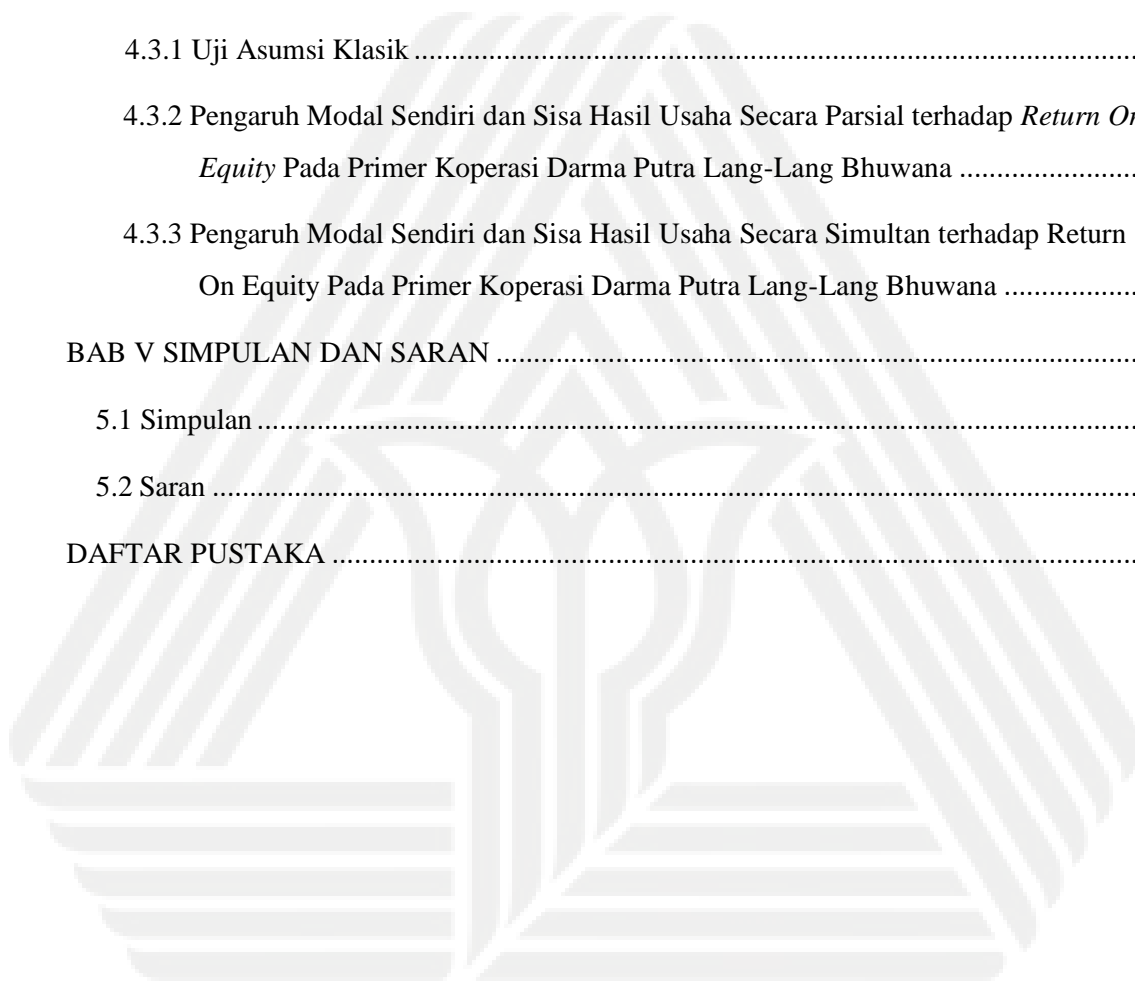 4.3.1 Uji Asumsi Klasik ....................................................................................................
4.3.2 Pengaruh Modal Sendiri dan Sisa Hasil Usaha Secara Parsial terhadap Return On
Equity Pada Primer Koperasi Darma Putra Lang-Lang Bhuwana ........................
4.3.3 Pengaruh Modal Sendiri dan Sisa Hasil Usaha Secara Simultan terhadap Return
On Equity Pada Primer Koperasi Darma Putra Lang-Lang Bhuwana ..................
BAB V SIMPULAN DAN SARAN ........................................................................................
5.1 Simpulan ........................................................................................................................
5.2 Saran ..............................................................................................................................
DAFTAR PUSTAKA ..............................................................................................................